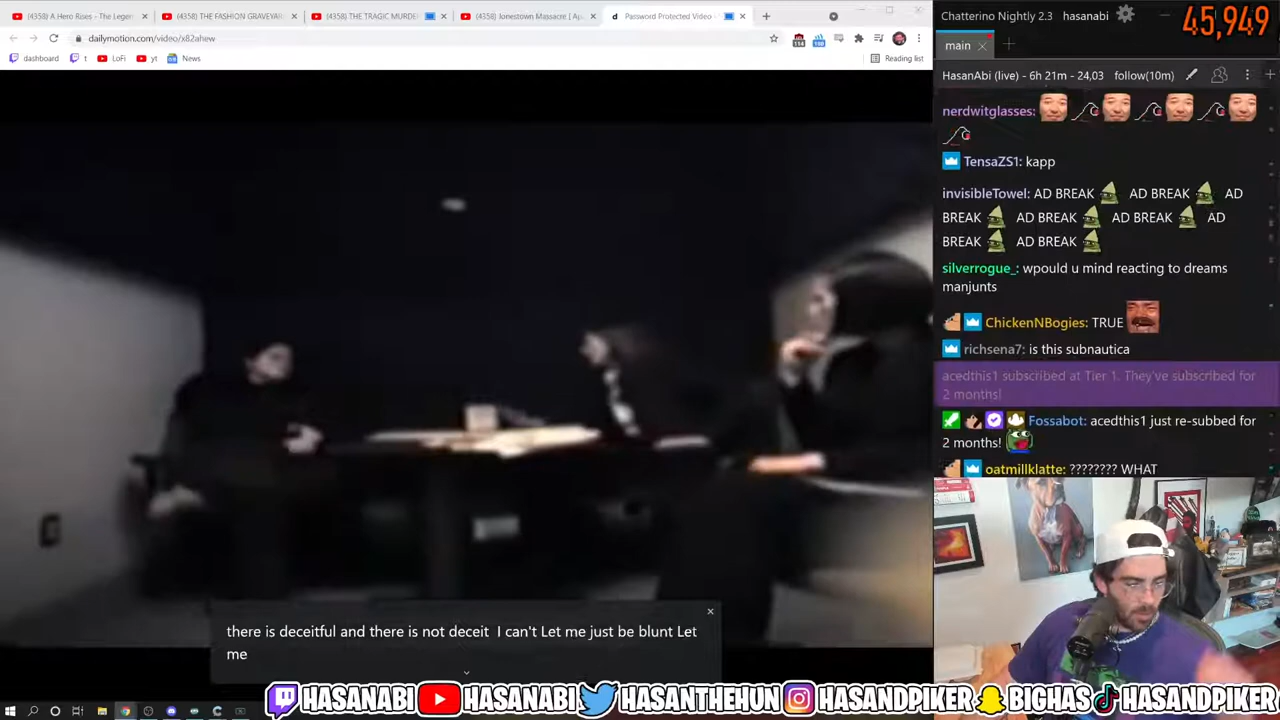 (4358) A Hero Rises - The Legen
(4358) THE FASHION GRAVEYA
(4358) THE TRAGIC MURDE
(4358) Jonestown Massacre | Ap
d Password Protected Video -
dailymotion.com/video/x82ahew
dashboard
1
LoFi
yt
News
Reading list
Chatterino Nightly 2.3 hasanabi
45,949
main
HasanAbi (live) - 6h 21m - 24,03 follow(10m)
nerdwitglasses:
TensaZS1: kapp
invisibleTowel: AD BREAK AD BREAK AD
BREAK AD BREAK AD BREAK AD
BREAK AD BREAK
silverrogue_: wpould u mind reacting to dreams
manjunts
ChickenNBogies: TRUE
richsena7: is this subnautica
acedthis1 subscribed at Tier 1. They've subscribed for
2 months!
Fossabot: acedthis1 just re-subbed for
2 months!
oatmillklatte: ???????? WHAT
there is deceitful and there is not deceit I can't Let me just be blunt Let
me
HASANABI HASANABI HASANTHEHUN HASANDPIKER BIGHAS HASANDPIKER